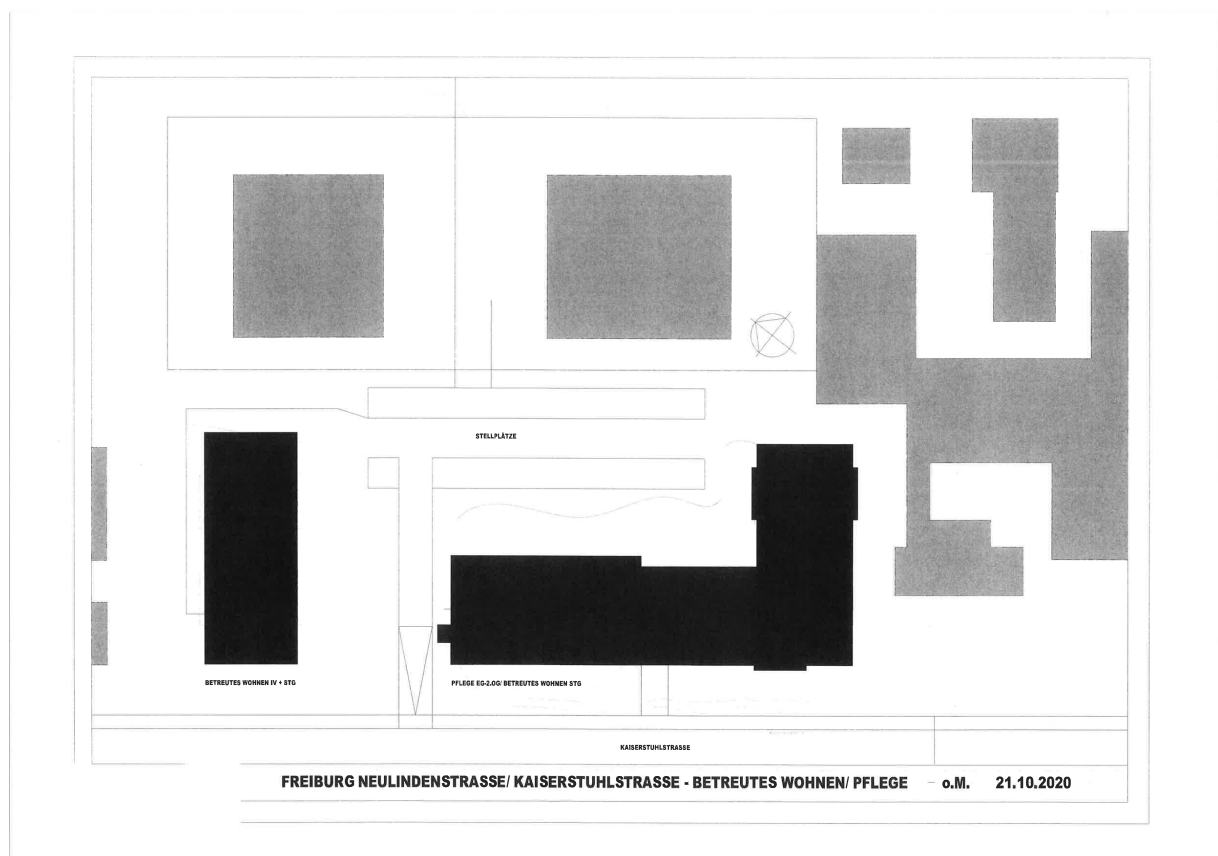 STELLPLÄTZE
BETREUTES WOHNEN IV + STG
PFLEGE EG-2.OG/ BETREUTES WOHNEN STG
KAISERSTUHLSTRASSE
FREIBURG NEULINDENSTRASSE/ KAISERSTUHLSTRASSE - BETREUTES WOHNEN/ PFLEGE – o.M. 21.10.2020